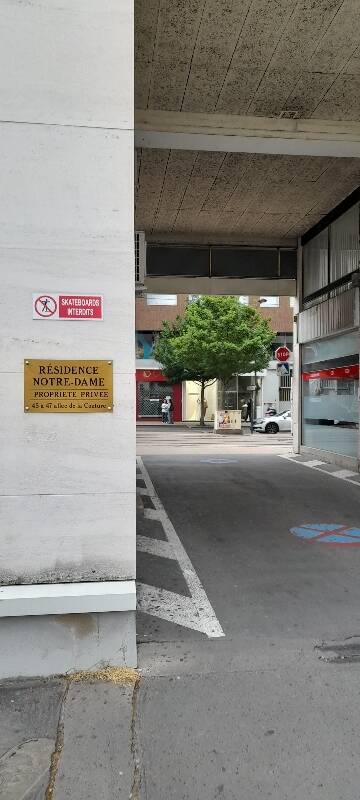 SKATEBOARDS
INTERDITS
RÉSIDENCE
NOTRE-DAME
PROPRIÉTÉ PRIVÉE
45 à 47 allée de la Couture
STOP